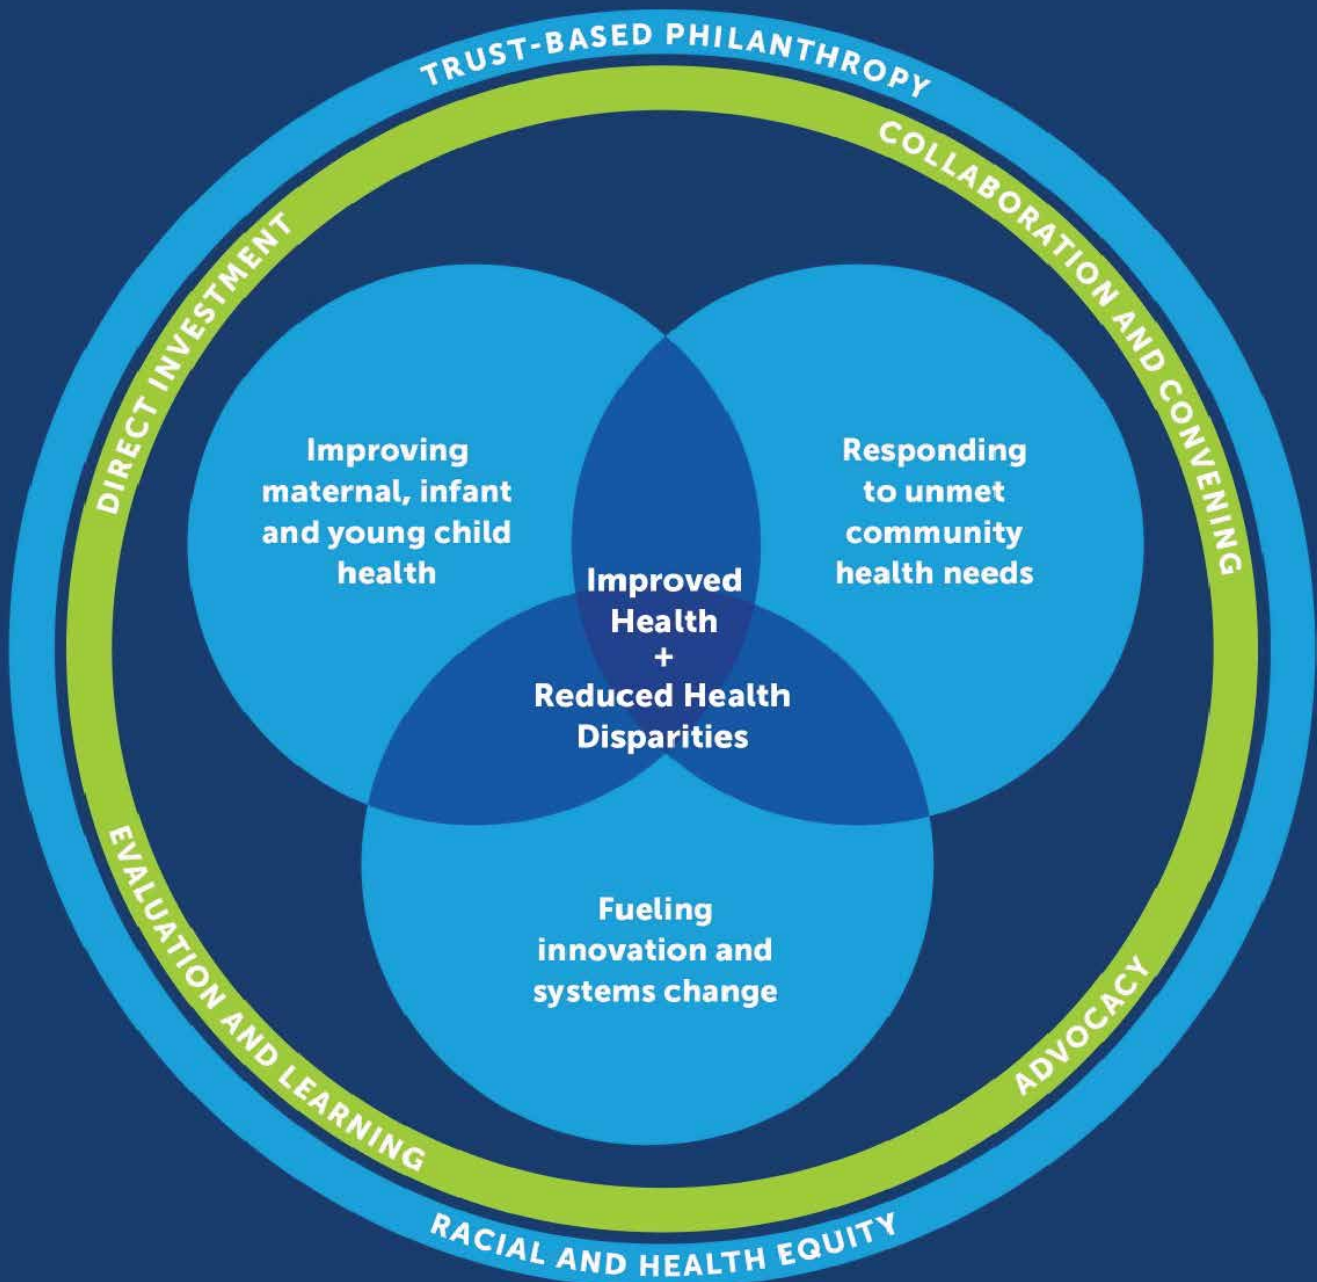 TRUST-BASED PHILANTHROPY
COLLABORATION AND CONVENING
DIRECT INVESTMENT
Improving
maternal, infant
and young child
health
Responding
to unmet
community
health needs
Improved
Health
+
Reduced Health
Disparities
Fueling
innovation and
systems change
EVALUATION AND LEARNING
ADVOCACY
RACIAL AND HEALTH EQUITY